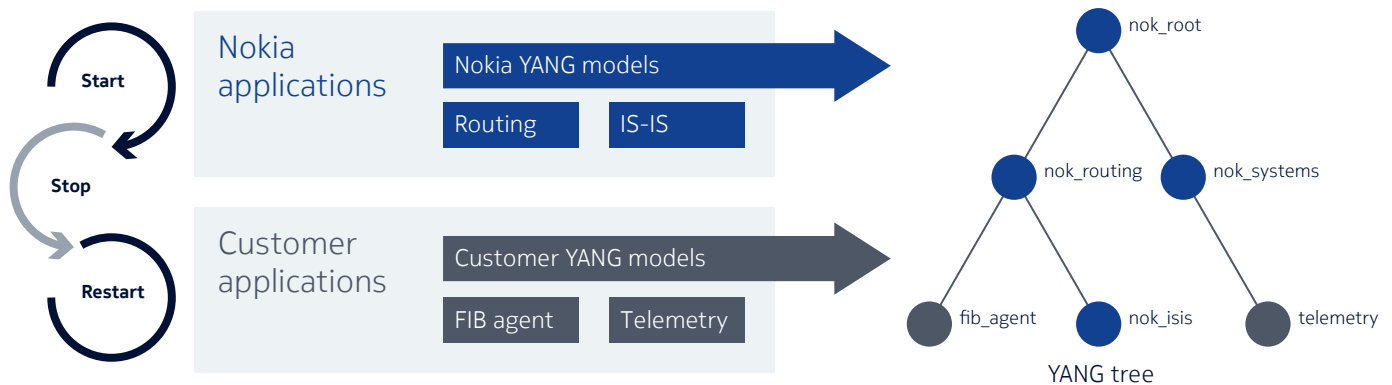 Start
Stop
Restart
Nokia
applications
Nokia YANG models
Routing
IS-IS
Customer
applications
Customer YANG models
FIB agent
Telemetry
nok_root
nok_routing
nok_systems
fib_agent
nok_isis
telemetry
YANG tree